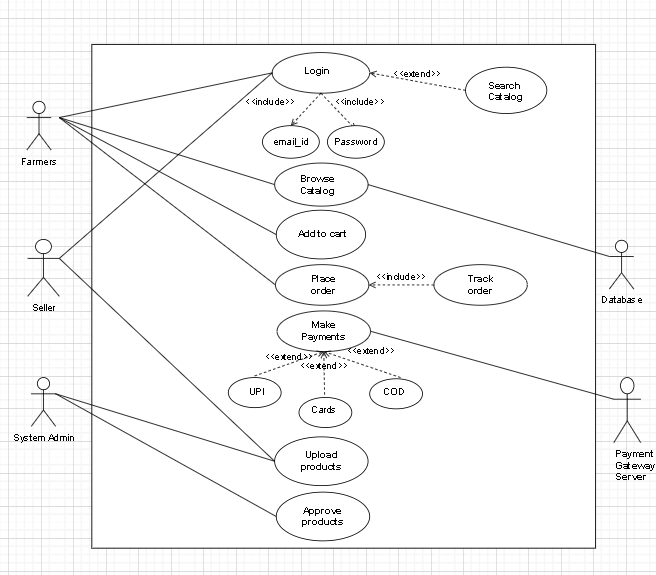 Login
<<extend>>
Search
Catalog
<<include>>
<<include>>
email_id
Password
Farmers
Browse
Catalog
Add to cart
Seller
Place
order
<<include>>
Track
order
Database
Make
Payments
<<extend>>
<<extend>>
<<extend>>
UPI
Cards
COD
System Admin
Upload
products
Payment
Gateway
Server
Approve
products